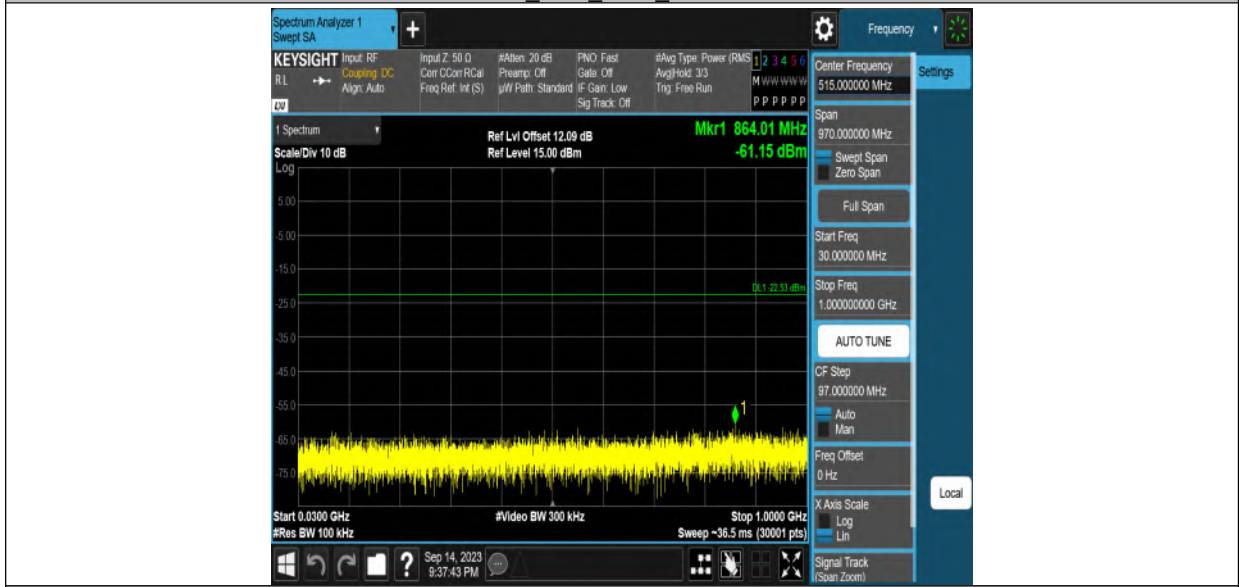 Spectrum Analyzer 1
Swept SA
+
Frequency
KEYSIGHT
RL
LXI
Input: RF
Coupling: DC
Align: Auto
Input Z: 50 Ω
Corr CCorr RCal
Freq Ref: Int (S)
#Atten: 20 dB
Preamp: Off
µW Path: Standard
PNO: Fast
Gate: Off
IF Gain: Low
Sig Track: Off
#Avg Type: Power (RMS
Avg|Hold: 3/3
Trig: Free Run
1 2 3 4 5 6
M W W W W W
P P P P P P
Center Frequency
515.000000 MHz
Settings
1 Spectrum
Scale/Div 10 dB
Log
Ref Lvl Offset 12.09 dB
Ref Level 15.00 dBm
Mkr1 864.01 MHz
-61.15 dBm
5.00
-5.00
-15.0
-25.0
-35.0
-45.0
-55.0
-65.0
-75.0
DL1 -22.53 dBm
1
Start 0.0300 GHz
#Res BW 100 kHz
#Video BW 300 kHz
Stop 1.0000 GHz
Sweep ~36.5 ms (30001 pts)
Span
970.000000 MHz
Swept Span
Zero Span
Full Span
Start Freq
30.000000 MHz
Stop Freq
1.000000000 GHz
AUTO TUNE
CF Step
97.000000 MHz
Auto
Man
Freq Offset
0 Hz
X Axis Scale
Log
Lin
Signal Track
(Span Zoom)
Local
?
Sep 14, 2023
9:37:43 PM